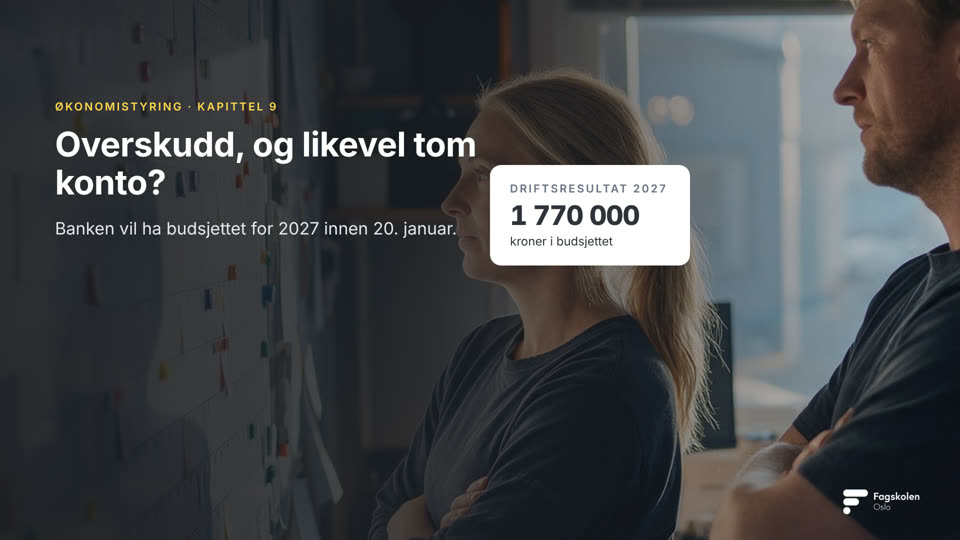 ØKONOMISTYRING · KAPITTEL 9
Overskudd, og likevel tom
konto?
Banken vil ha budsjettet for 2027 innen 20. januar.
DRIFTSRESULTAT 2027
1 770 000
kroner i budsjettet
Fagskolen
Oslo